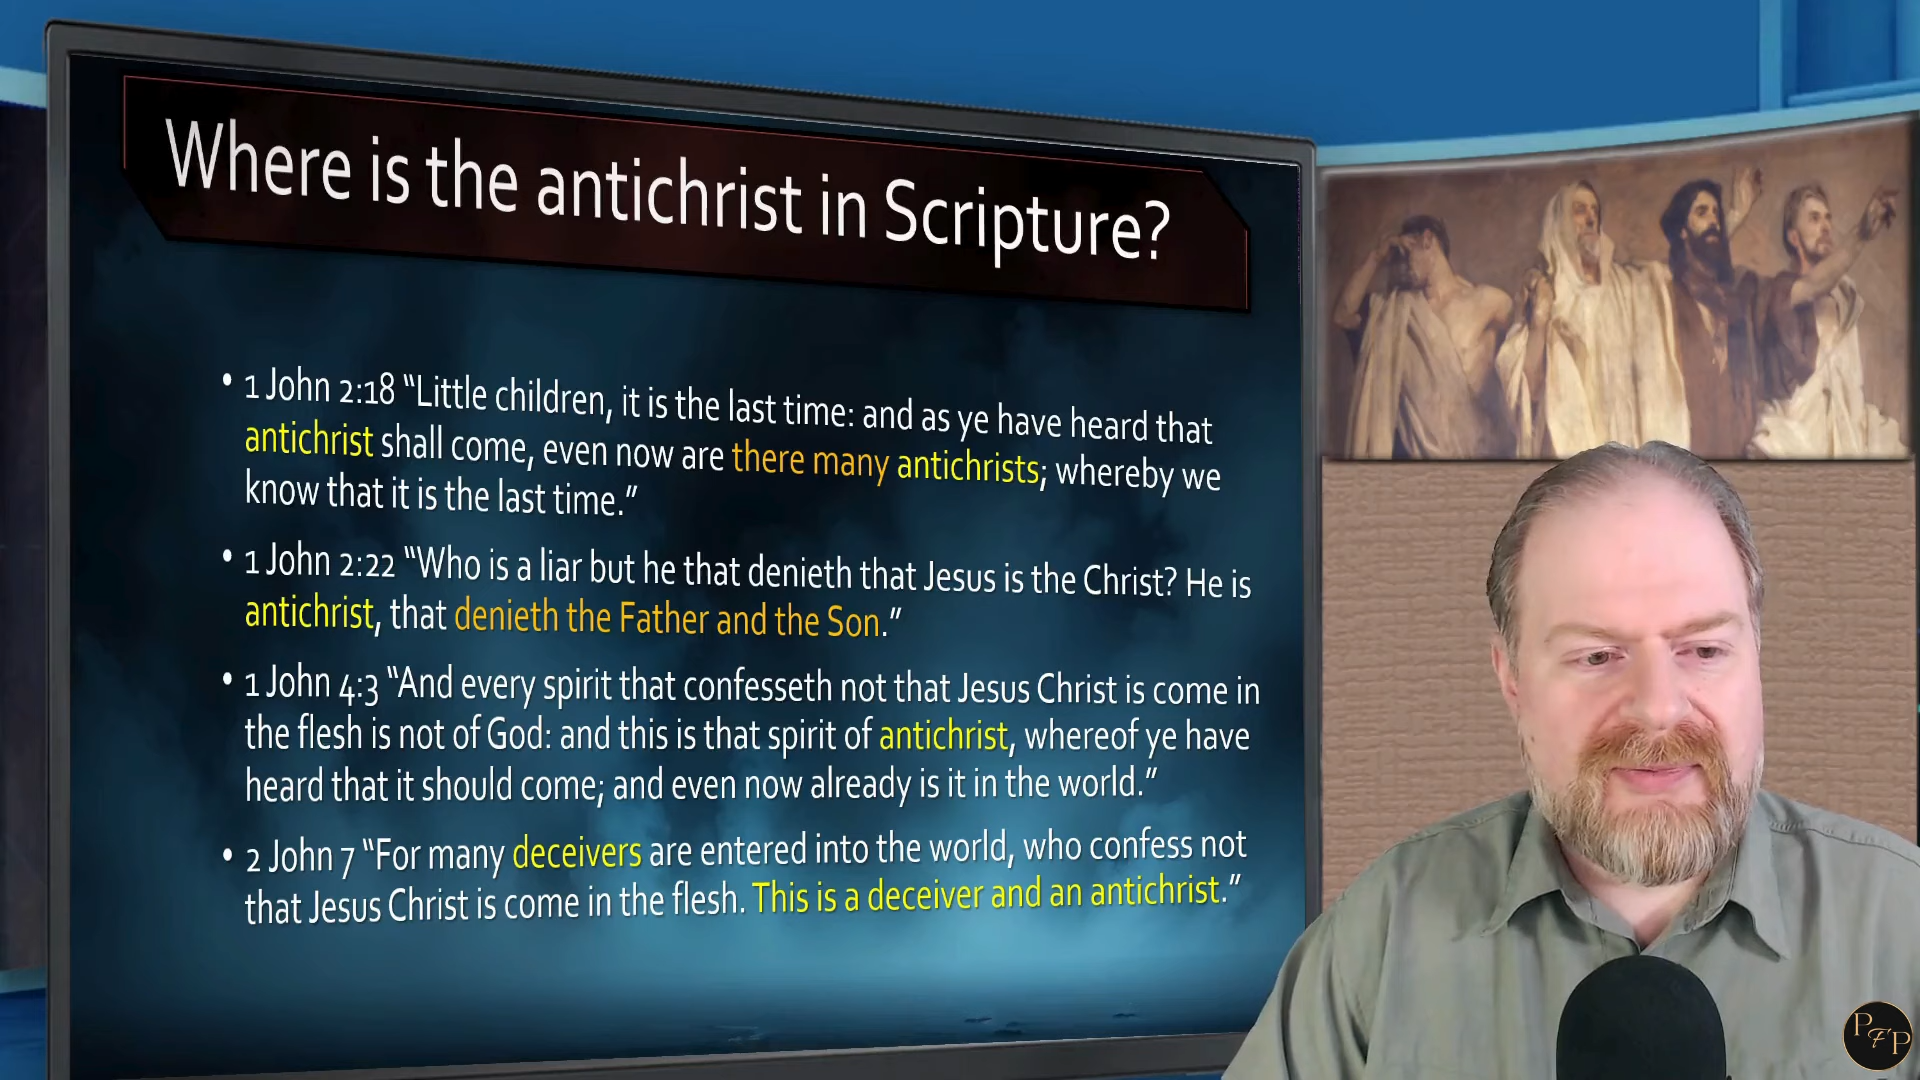 Where is the antichrist in Scripture?
• 1 John 2:18 “Little children, it is the last time: and as ye have heard that
antichrist shall come, even now are there many antichrists; whereby we
know that it is the last time.”
• 1 John 2:22 “Who is a liar but he that denieth that Jesus is the Christ? He is
antichrist, that denieth the Father and the Son.”
• 1 John 4:3 “And every spirit that confesseth not that Jesus Christ is come in
the flesh is not of God: and this is that spirit of antichrist, whereof ye have
heard that it should come; and even now already is it in the world.”
• 2 John 7 “For many deceivers are entered into the world, who confess not
that Jesus Christ is come in the flesh. This is a deceiver and an antichrist.”
PFP